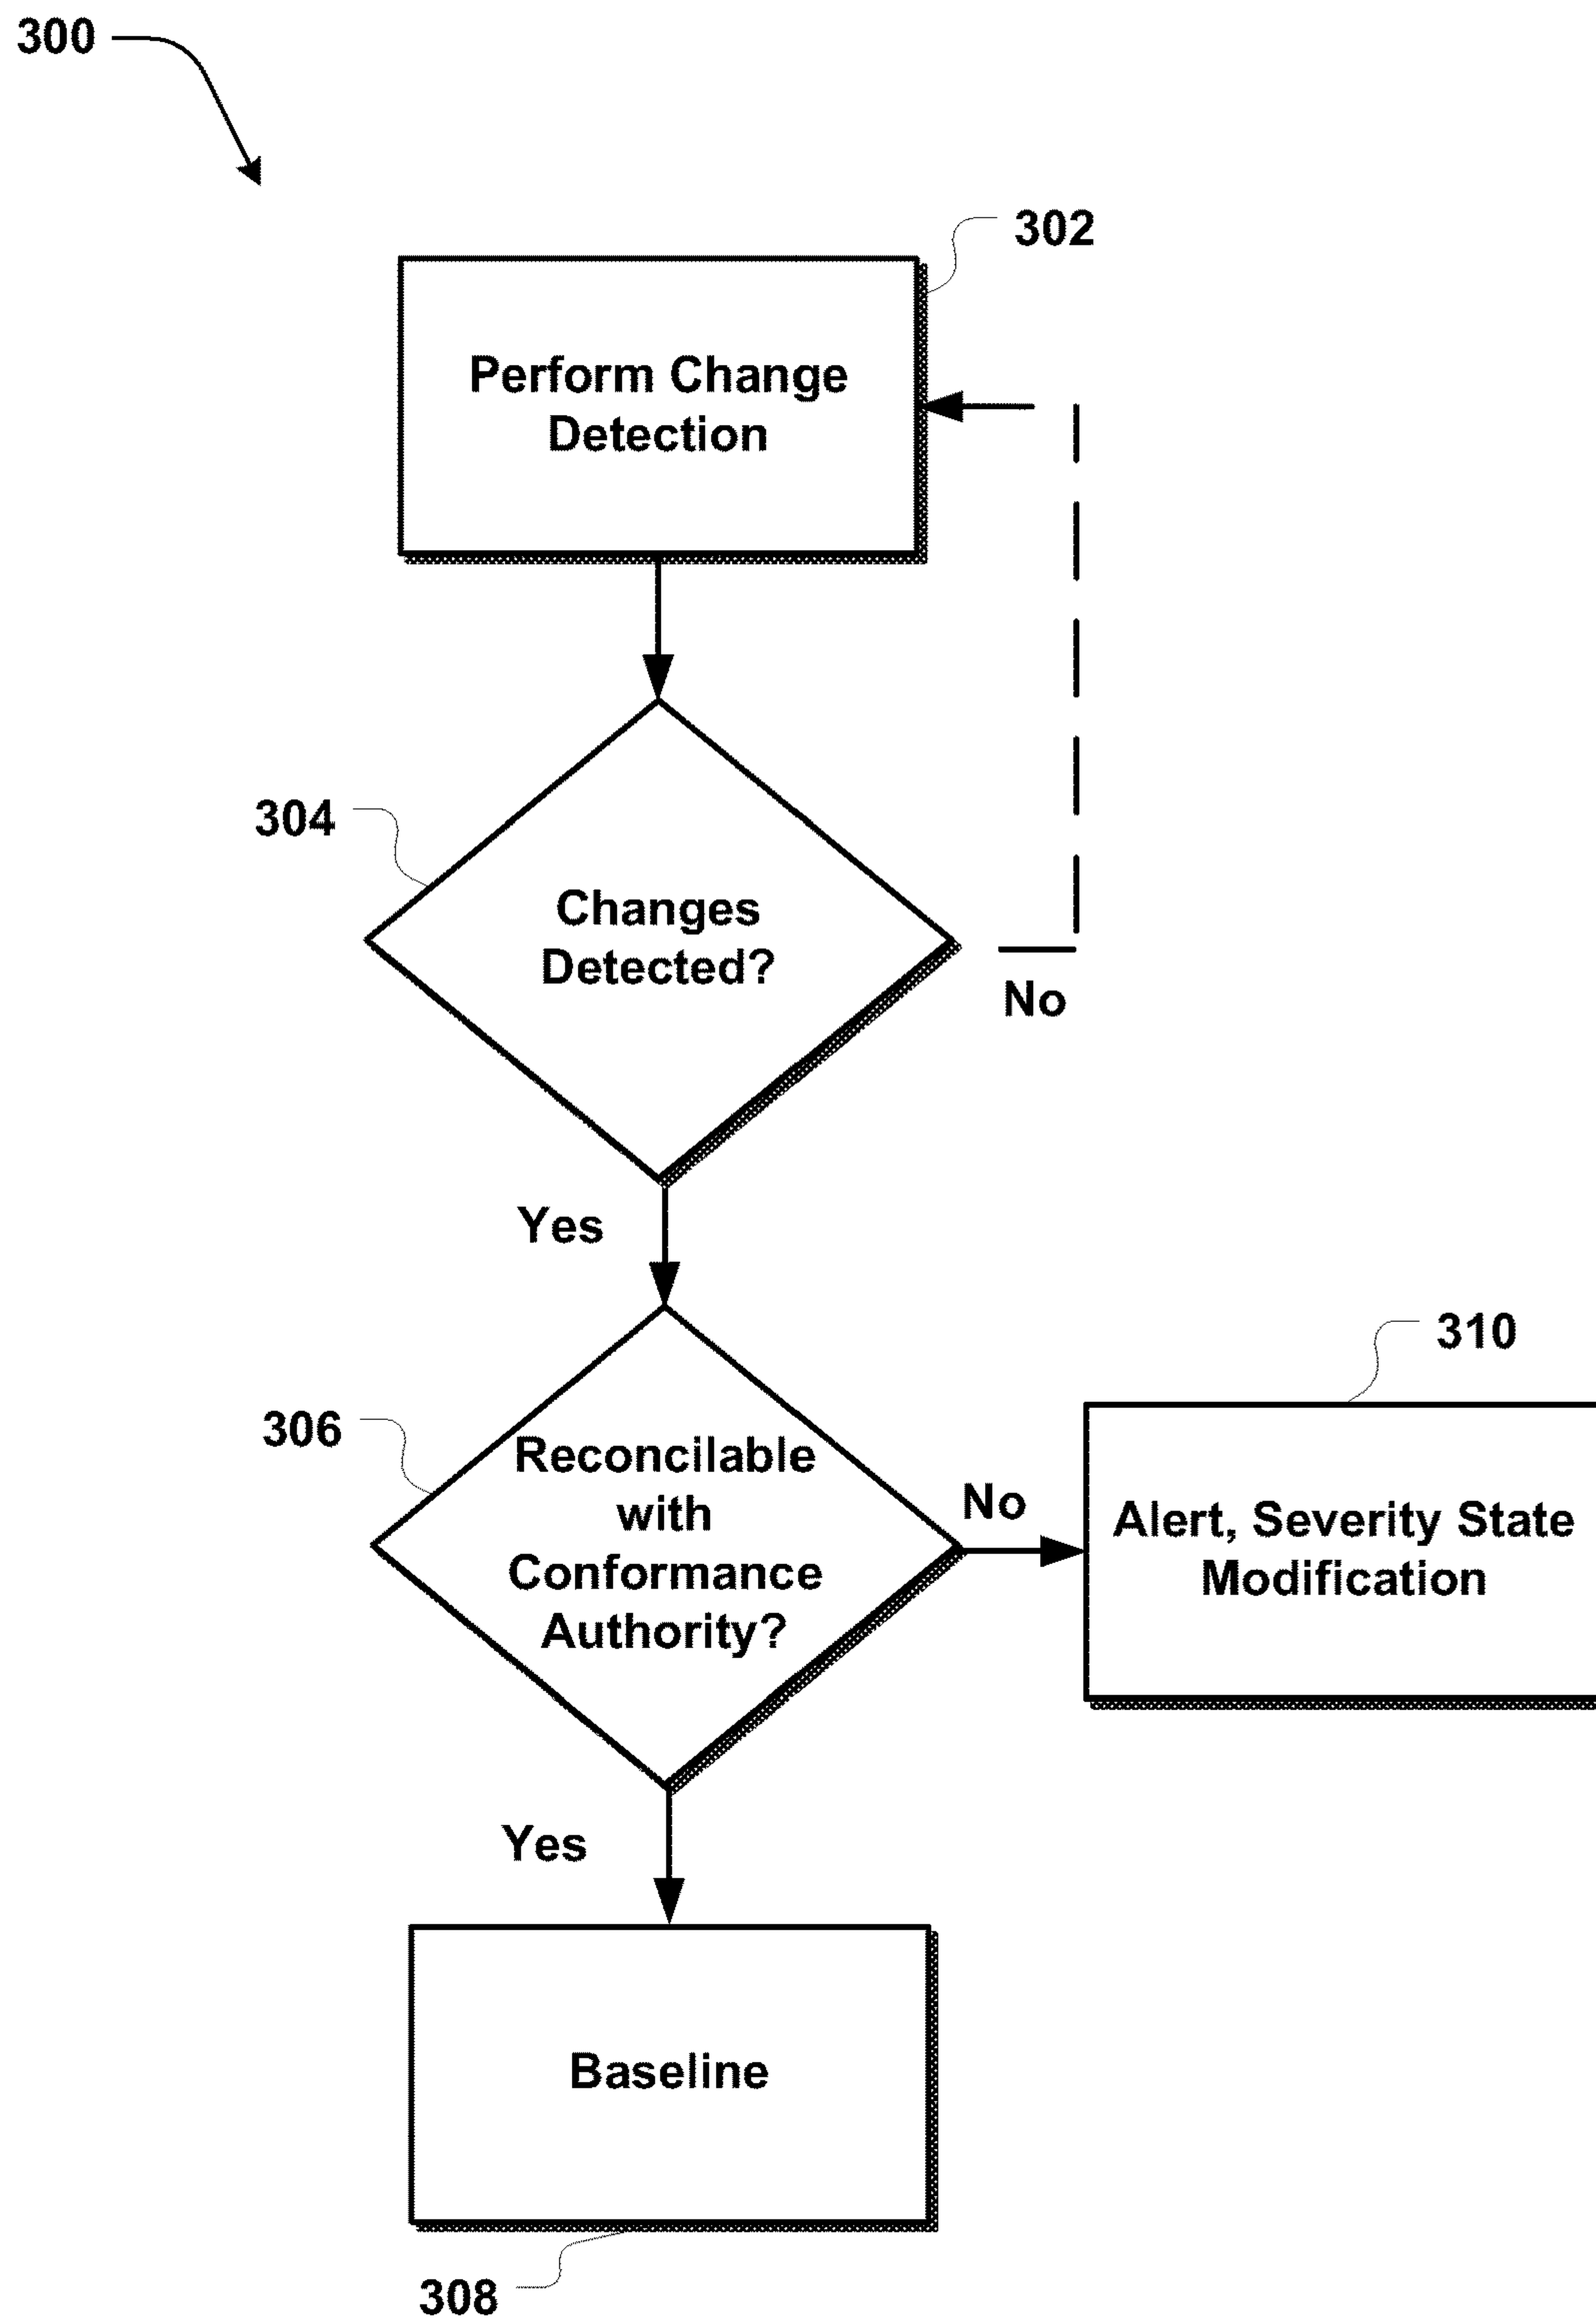 300
302
Perform Change
Detection
304
Changes
Detected?
No
Yes
306
Reconcilable
with
Conformance
Authority?
No
310
Alert, Severity State
Modification
Yes
Baseline
308